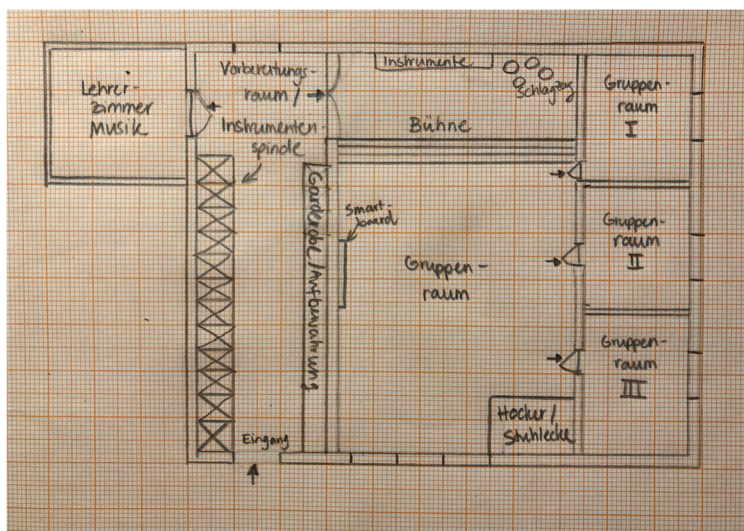 Lehrer-
zimmer
Musik
Vorbereitungs-
raum /
Instrumenten-
spinde
Instrumente
Schlagzeug
Bühne
Gruppen-
raum
I
Garderobe/Aufbewahrung
Smart-
board
Gruppen-
raum
Gruppen-
raum
II
Gruppen-
raum
III
Hocker/
Stuhlecke
Eingang